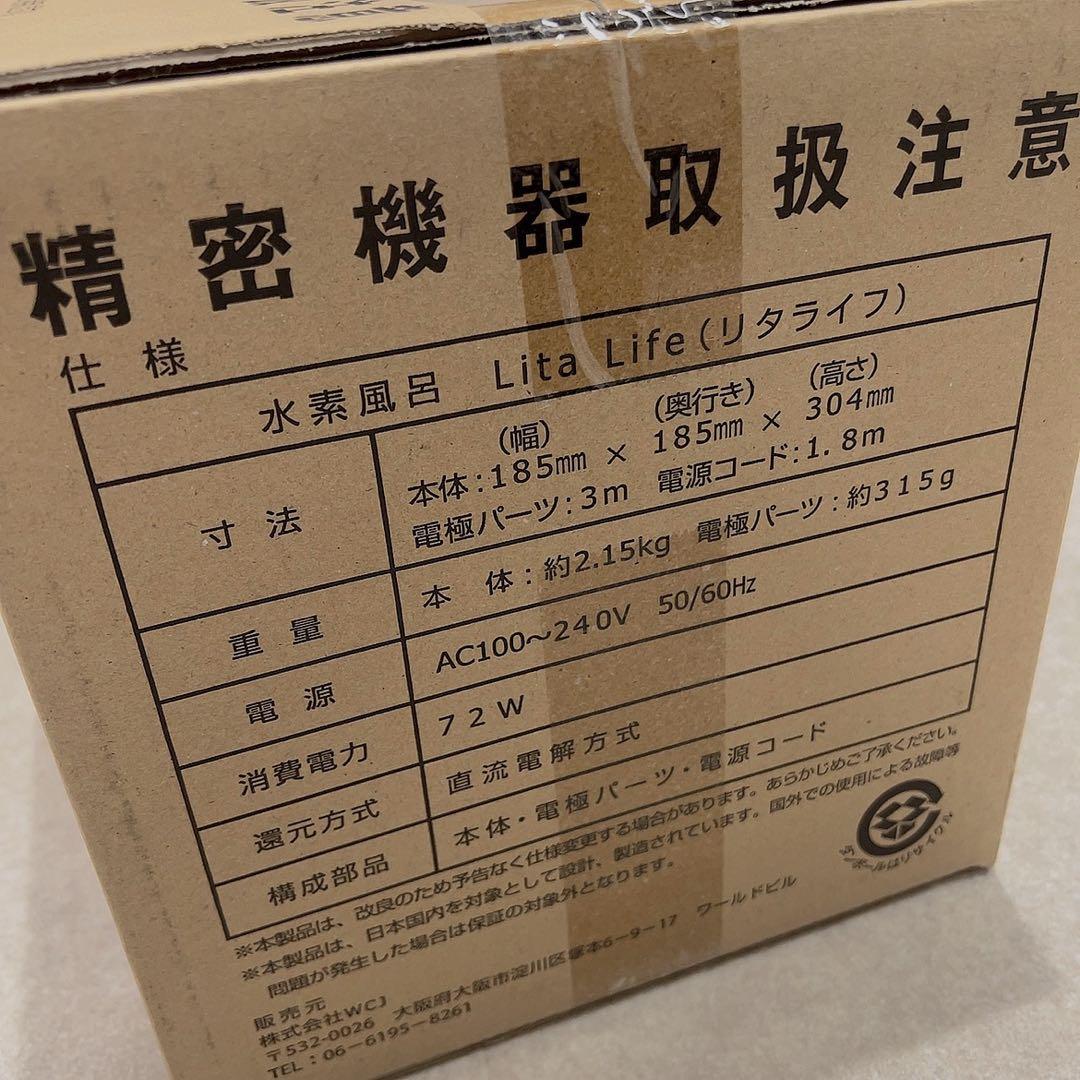 精密機器取扱注意
仕様
水素風呂 Lita Life(リタライフ)
寸法
(幅) (奥行き) (高さ)
本体:185㎜ × 185㎜ × 304㎜
電極パーツ:3m 電源コード:1.8m
重量 本 体:約2.15kg 電極パーツ:約315g
電源 AC100～240V 50/60Hz
消費電力 72W
還元方式 直流電解方式
構成部品 本体・電極パーツ・電源コード
※本製品は、改良のため予告なく仕様変更する場合があります。あらかじめご了承ください。
※本製品は、日本国内を対象として設計、製造されています。国外での使用による故障等
問題が発生した場合は保証の対象外となります。
販売元
株式会社WCJ
〒532-0026 大阪府大阪市淀川区塚本6-9-17 ワールドビル
TEL:06-6195-8261
ダンボールはリサイクル